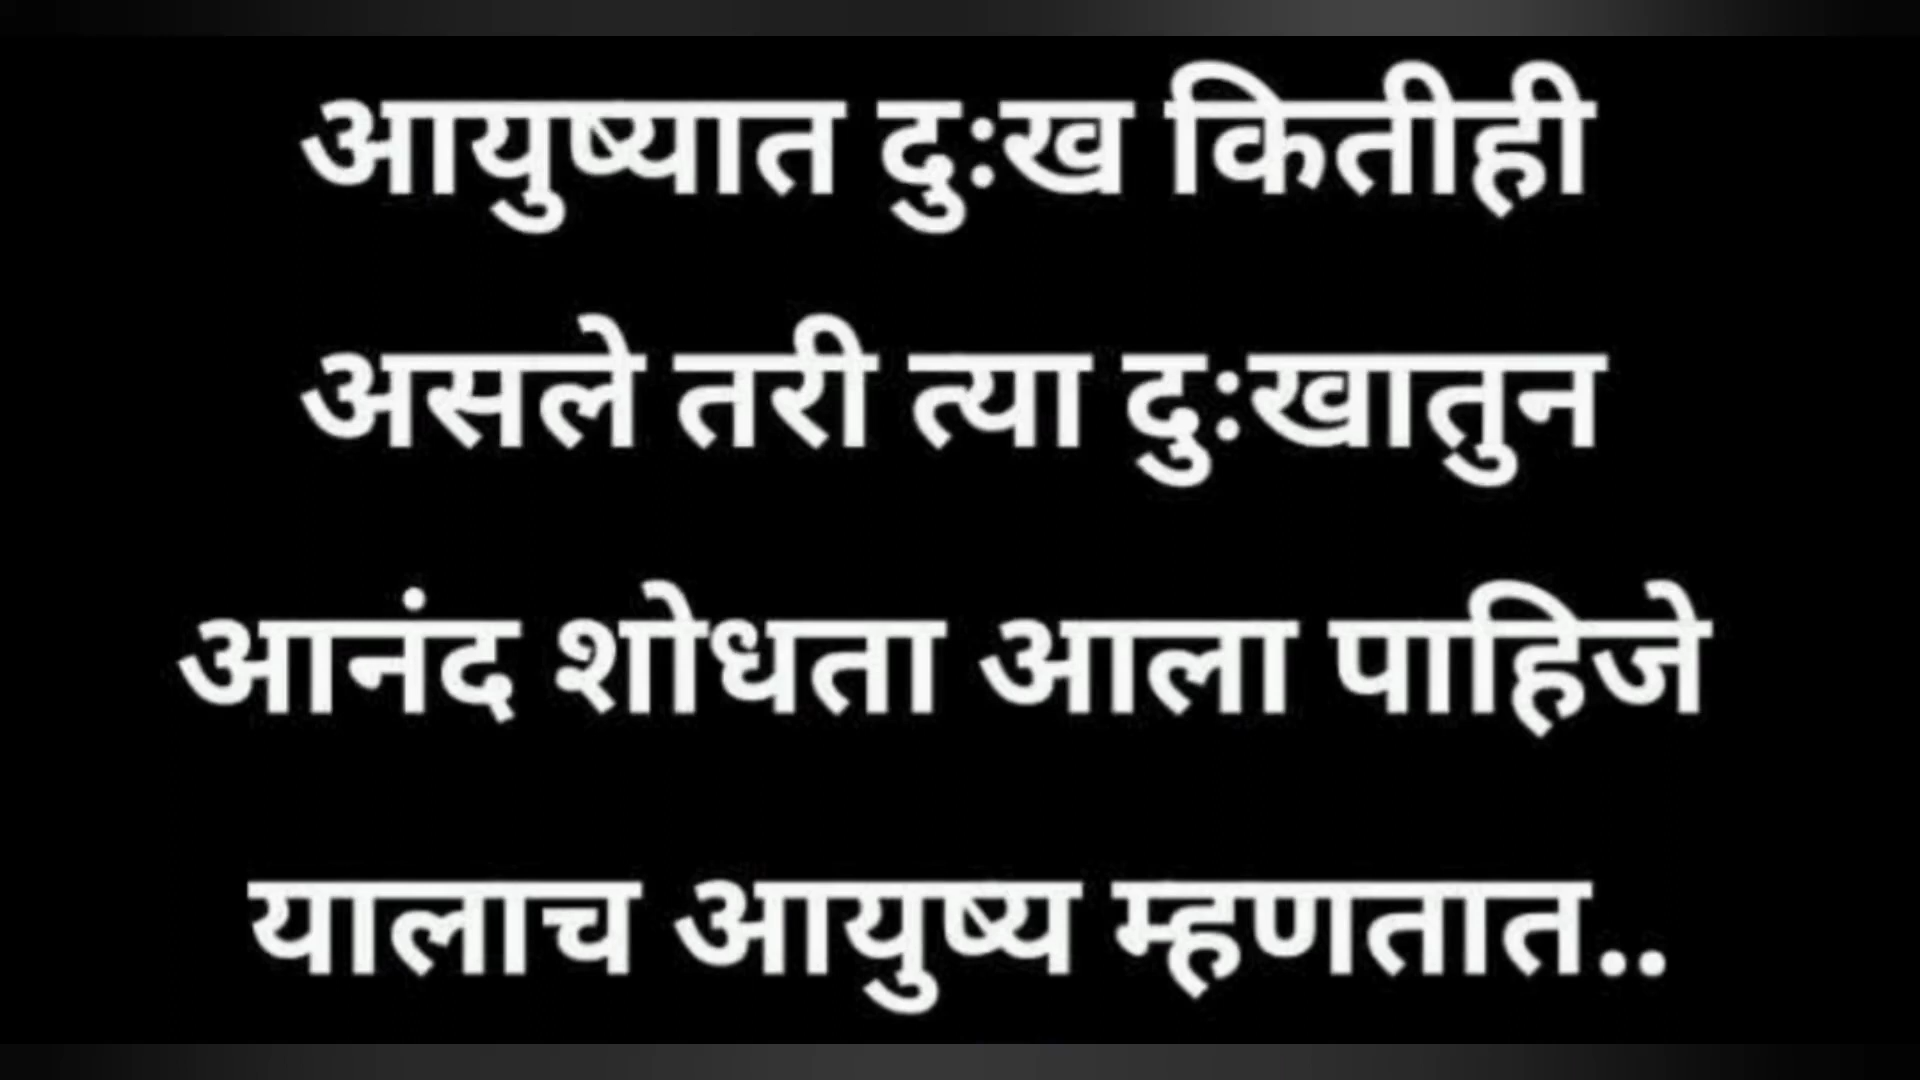 आयुष्यात दुःख कितीही
असले तरी त्या दुःखातुन
आनंद शोधता आला पाहिजे
यालाच आयुष्य म्हणतात..